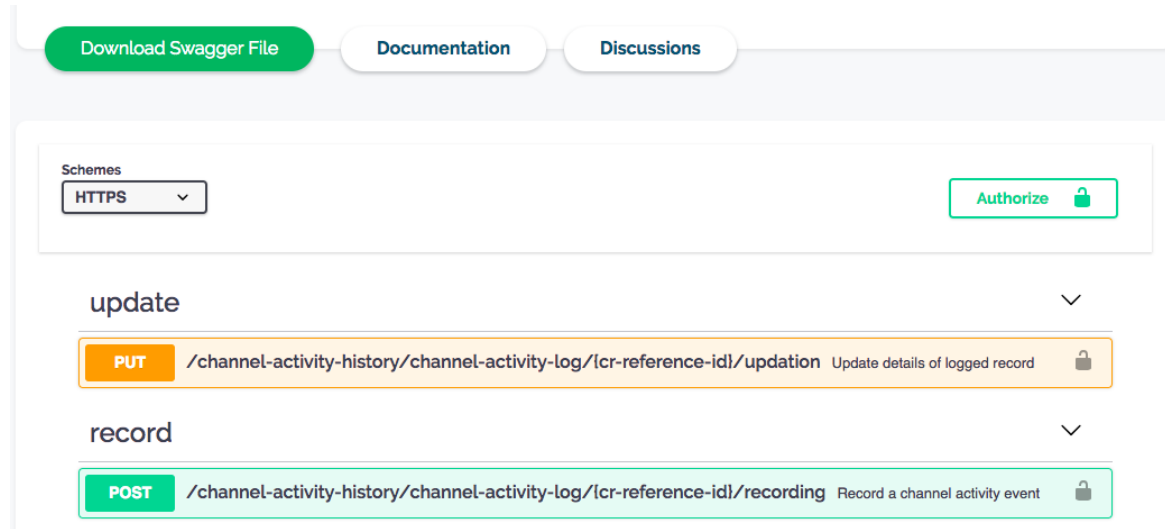 Download Swagger File Documentation Discussions
Schemes
HTTPS
Authorize
update
PUT /channel-activity-history/channel-activity-log/{cr-reference-id}/updation Update details of logged record
record
POST /channel-activity-history/channel-activity-log/{cr-reference-id}/recording Record a channel activity event